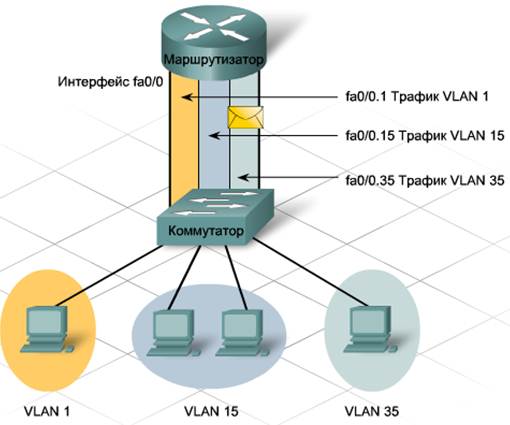 Маршрутизатор
Интерфейс fa0/0
fa0/0.1 Трафик VLAN 1
fa0/0.15 Трафик VLAN 15
fa0/0.35 Трафик VLAN 35
Коммутатор
VLAN 1
VLAN 15
VLAN 35